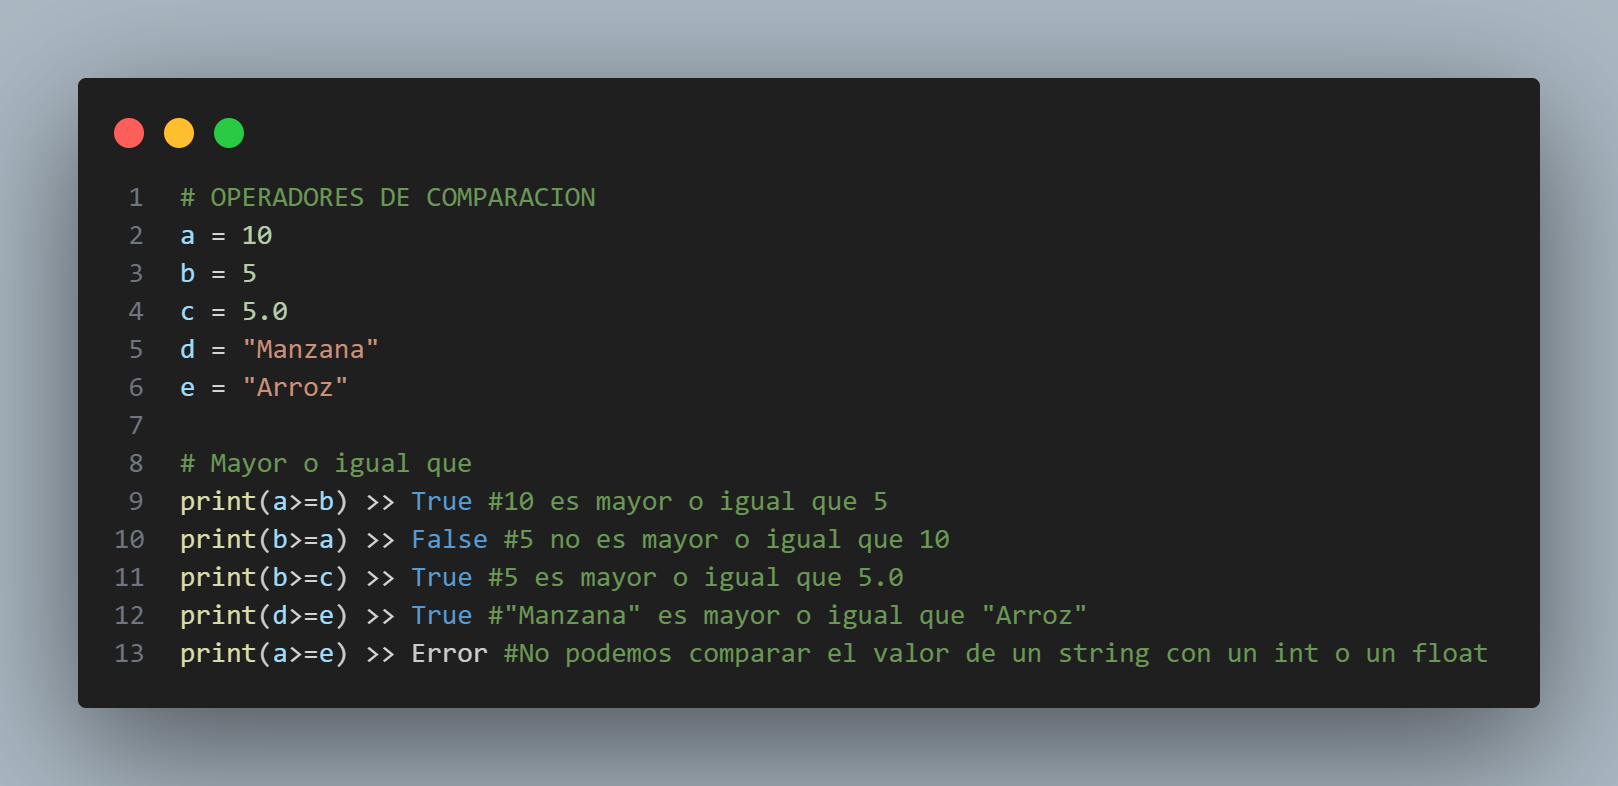 1 # OPERADORES DE COMPARACION
2 a = 10
3 b = 5
4 c = 5.0
5 d = "Manzana"
6 e = "Arroz"
7
8 # Mayor o igual que
9 print(a>=b) >> True #10 es mayor o igual que 5
10 print(b>=a) >> False #5 no es mayor o igual que 10
11 print(b>=c) >> True #5 es mayor o igual que 5.0
12 print(d>=e) >> True #"Manzana" es mayor o igual que "Arroz"
13 print(a>=e) >> Error #No podemos comparar el valor de un string con un int o un float